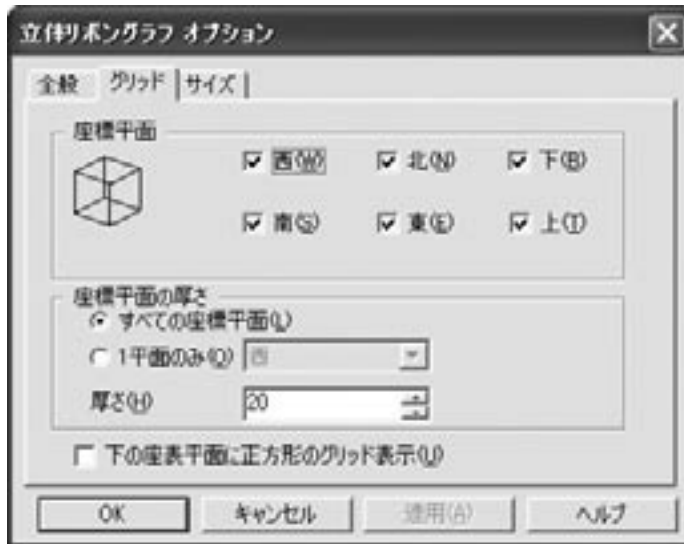 立体リボングラフ オプション
全般 グリッド サイズ
座標平面
西(W) 北(N) 下(B)
南(S) 東(E) 上(T)
座標平面の厚さ
すべての座標平面(L)
1平面のみ(O) 西
厚さ(H) 20
下の座表平面に正方形のグリッド表示(U)
OK キャンセル 適用(A) ヘルプ